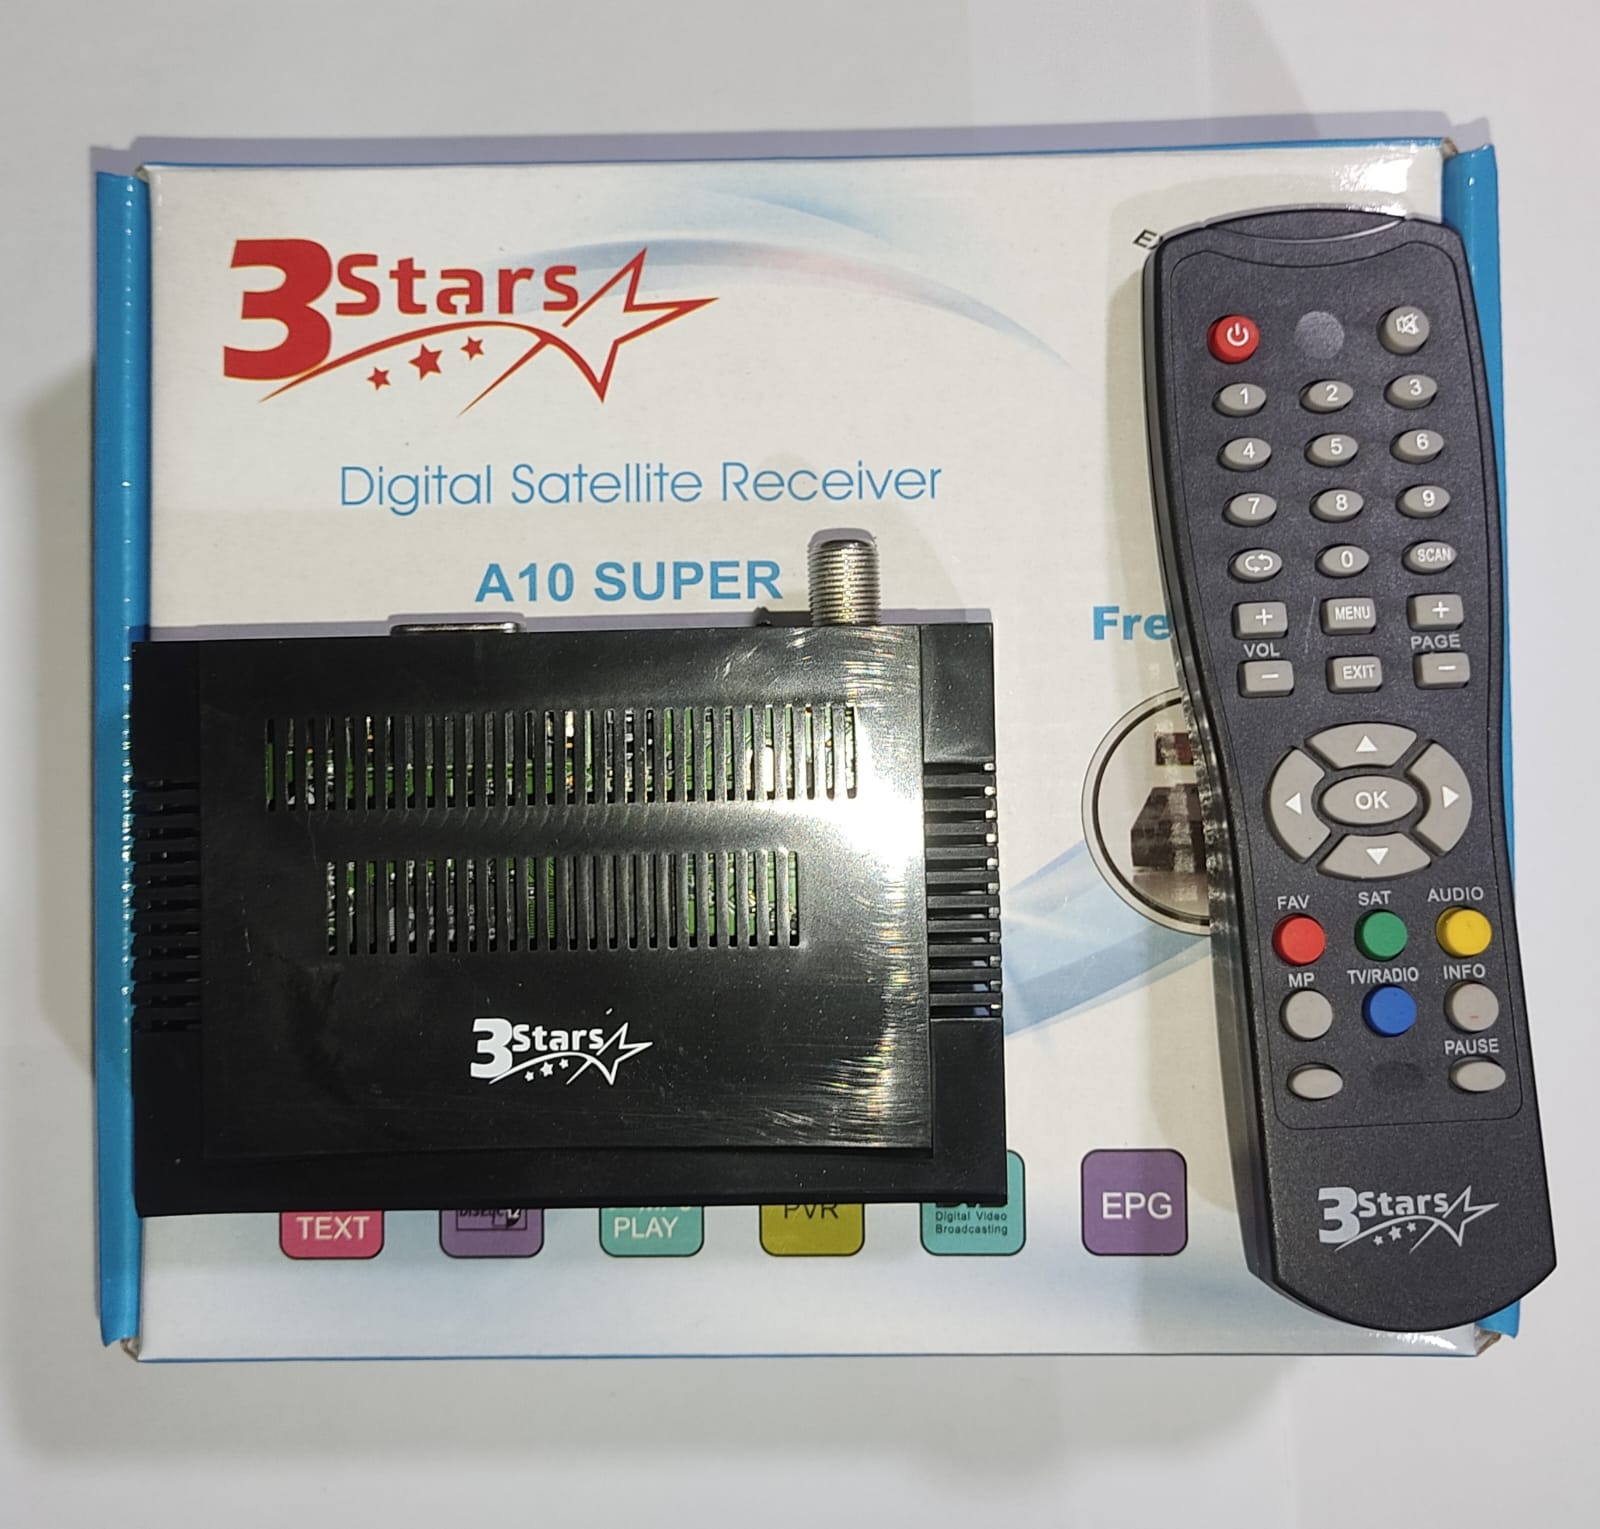 3Stars
Digital Satellite Receiver
A10 SUPER
1 2 3
4 5 6
7 8 9
0 SCAN
+ MENU +
VOL PAGE
- EXIT -
OK
FAV SAT AUDIO
MP TV/RADIO INFO
PAUSE
3Stars
3Stars
TEXT
PLAY
PVR
Digital Video
Broadcasting
EPG